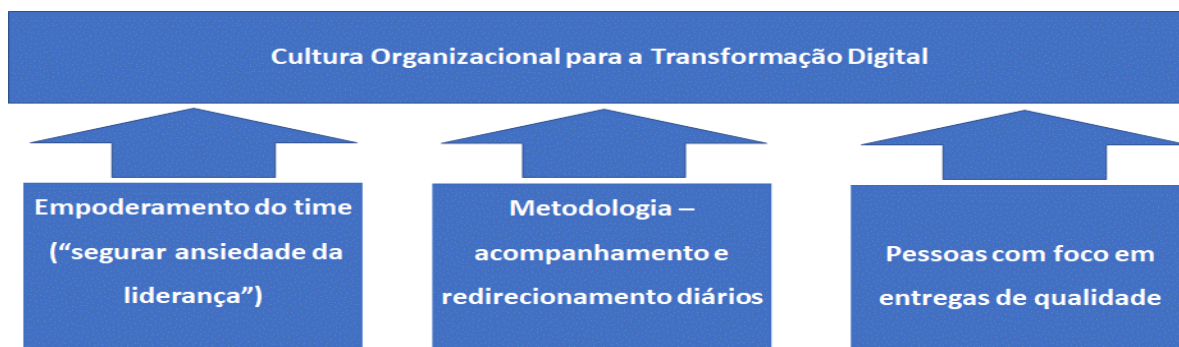 Cultura Organizacional para a Transformação Digital
Empoderamento do time
(“segurar ansiedade da
liderança”)
Metodologia –
acompanhamento e
redirecionamento diários
Pessoas com foco em
entregas de qualidade